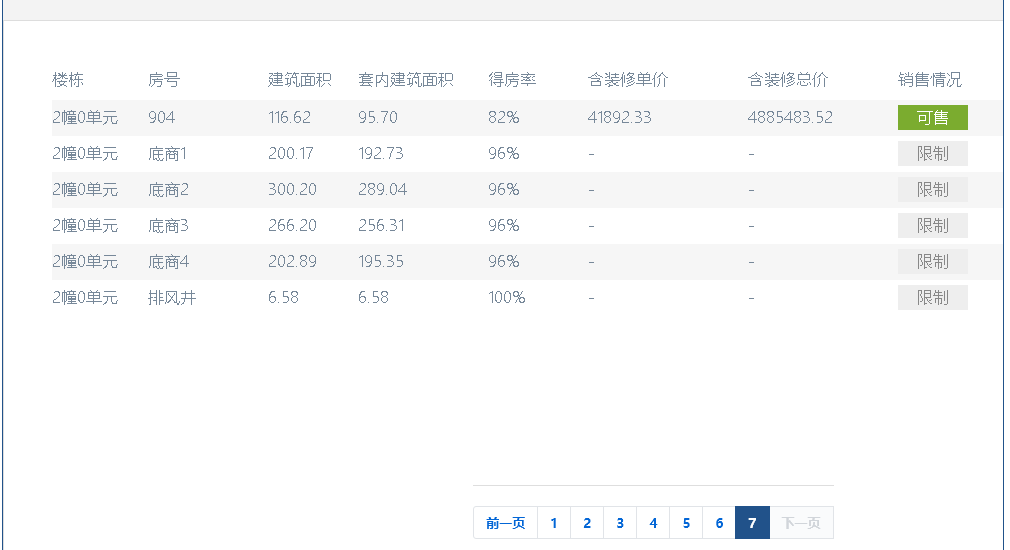 楼栋 房号 建筑面积 套内建筑面积 得房率 含装修单价 含装修总价 销售情况
2幢0单元 904 116.62 95.70 82% 41892.33 4885483.52 可售
2幢0单元 底商1 200.17 192.73 96% - - 限制
2幢0单元 底商2 300.20 289.04 96% - - 限制
2幢0单元 底商3 266.20 256.31 96% - - 限制
2幢0单元 底商4 202.89 195.35 96% - - 限制
2幢0单元 排风井 6.58 6.58 100% - - 限制
前一页 1 2 3 4 5 6 7 下一页